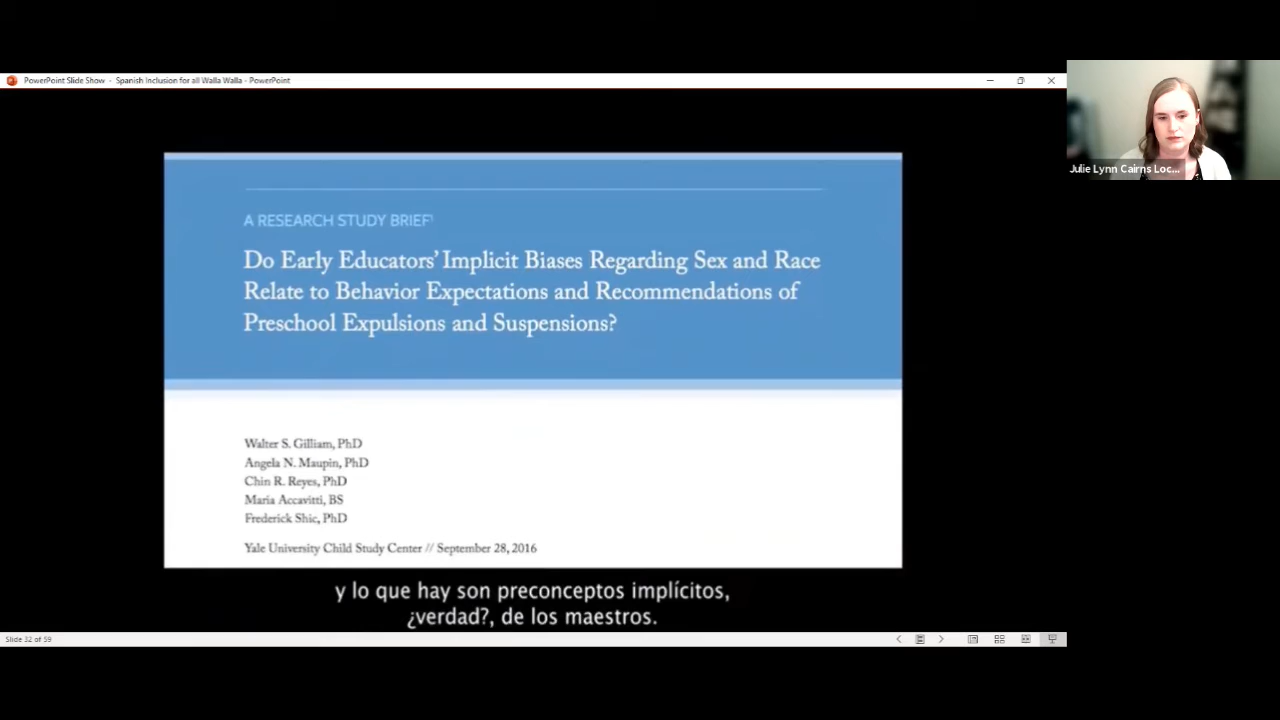 PowerPoint Slide Show - Spanish Inclusion for all Walla Walla - PowerPoint
A RESEARCH STUDY BRIEF¹
Do Early Educators’ Implicit Biases Regarding Sex and Race
Relate to Behavior Expectations and Recommendations of
Preschool Expulsions and Suspensions?
Walter S. Gilliam, PhD
Angela N. Maupin, PhD
Chin R. Reyes, PhD
Maria Accavitti, BS
Frederick Shic, PhD
Yale University Child Study Center // September 28, 2016
y lo que hay son preconceptos implícitos,
¿verdad?, de los maestros.
Slide 32 of 59
Julie Lynn Cairns Loc...